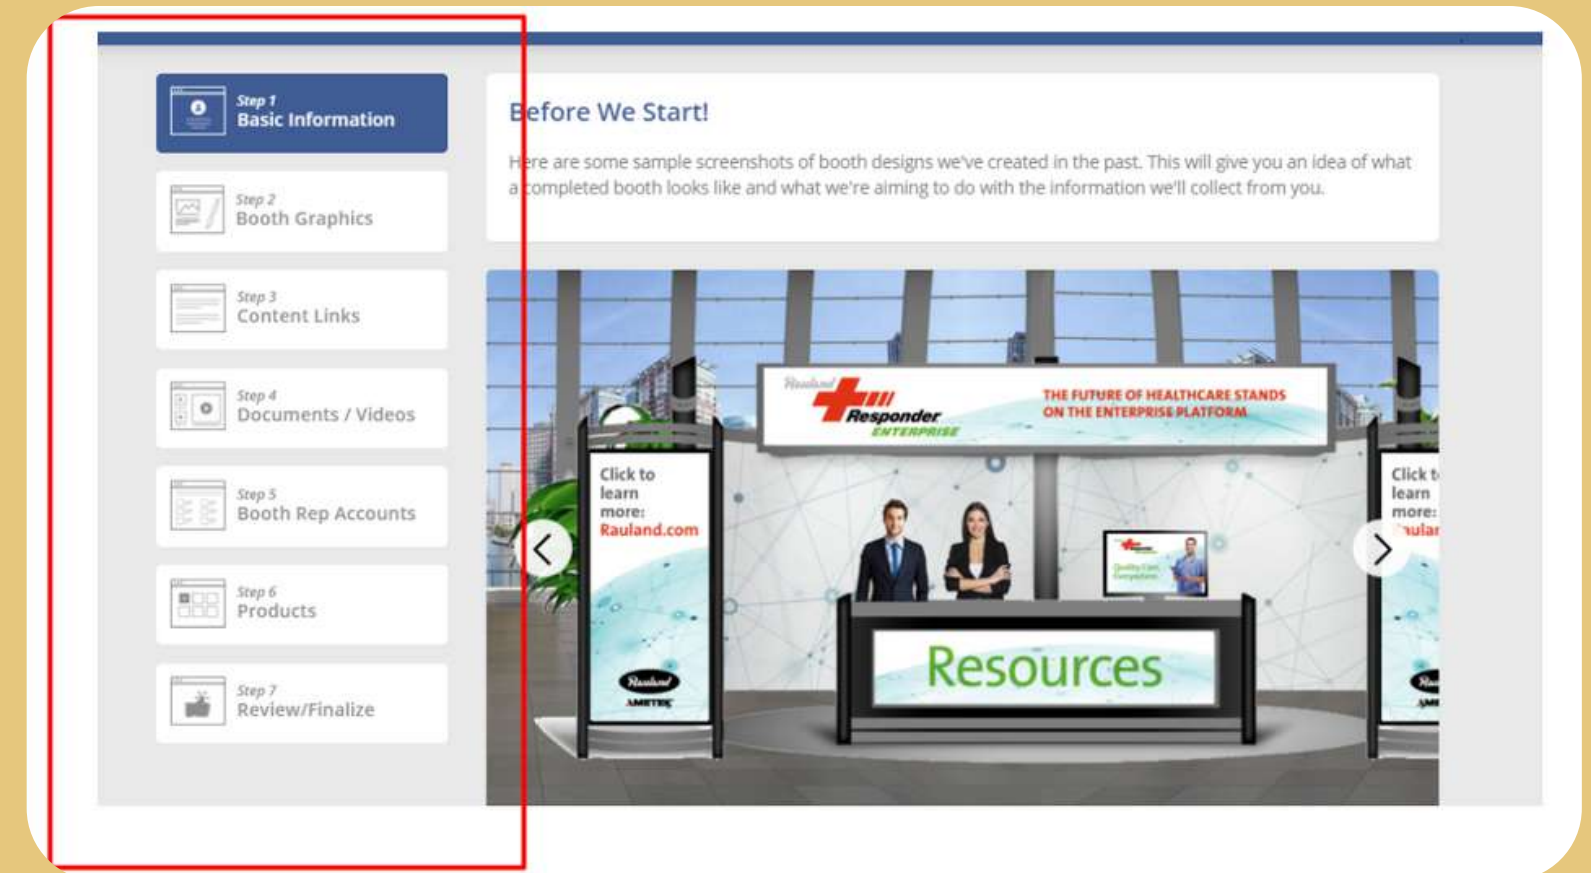 Step 1
Basic Information
Step 2
Booth Graphics
Step 3
Content Links
Step 4
Documents / Videos
Step 5
Booth Rep Accounts
Step 6
Products
Step 7
Review/Finalize
Before We Start!
Here are some sample screenshots of booth designs we've created in the past. This will give you an idea of what
a completed booth looks like and what we're aiming to do with the information we'll collect from you.
Rauland
Responder
ENTERPRISE
THE FUTURE OF HEALTHCARE STANDS
ON THE ENTERPRISE PLATFORM
Click to
learn
more:
Rauland.com
Rauland
AMETEK
Quality Care,
Everywhere.
Resources
Click t
learn
more:
aular